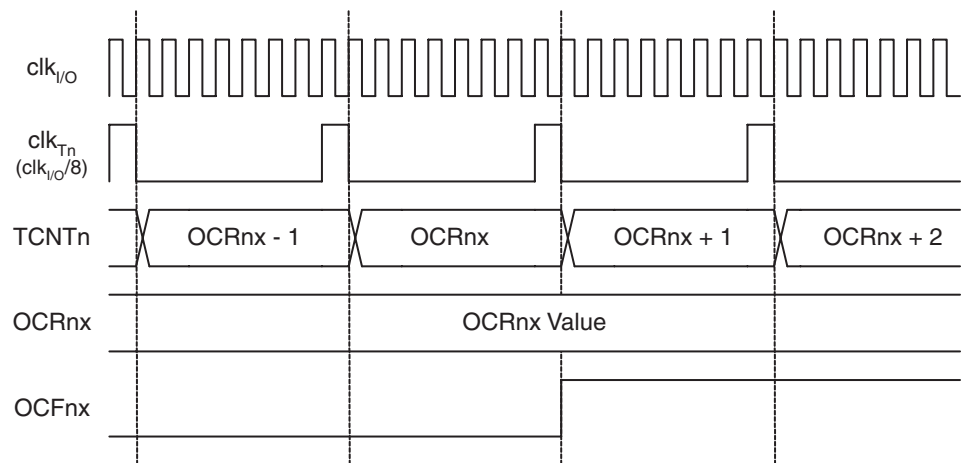 clkI/O
clkTn
(clkI/O/8)
TCNTn
OCRnx - 1
OCRnx
OCRnx + 1
OCRnx + 2
OCRnx
OCRnx Value
OCFnx